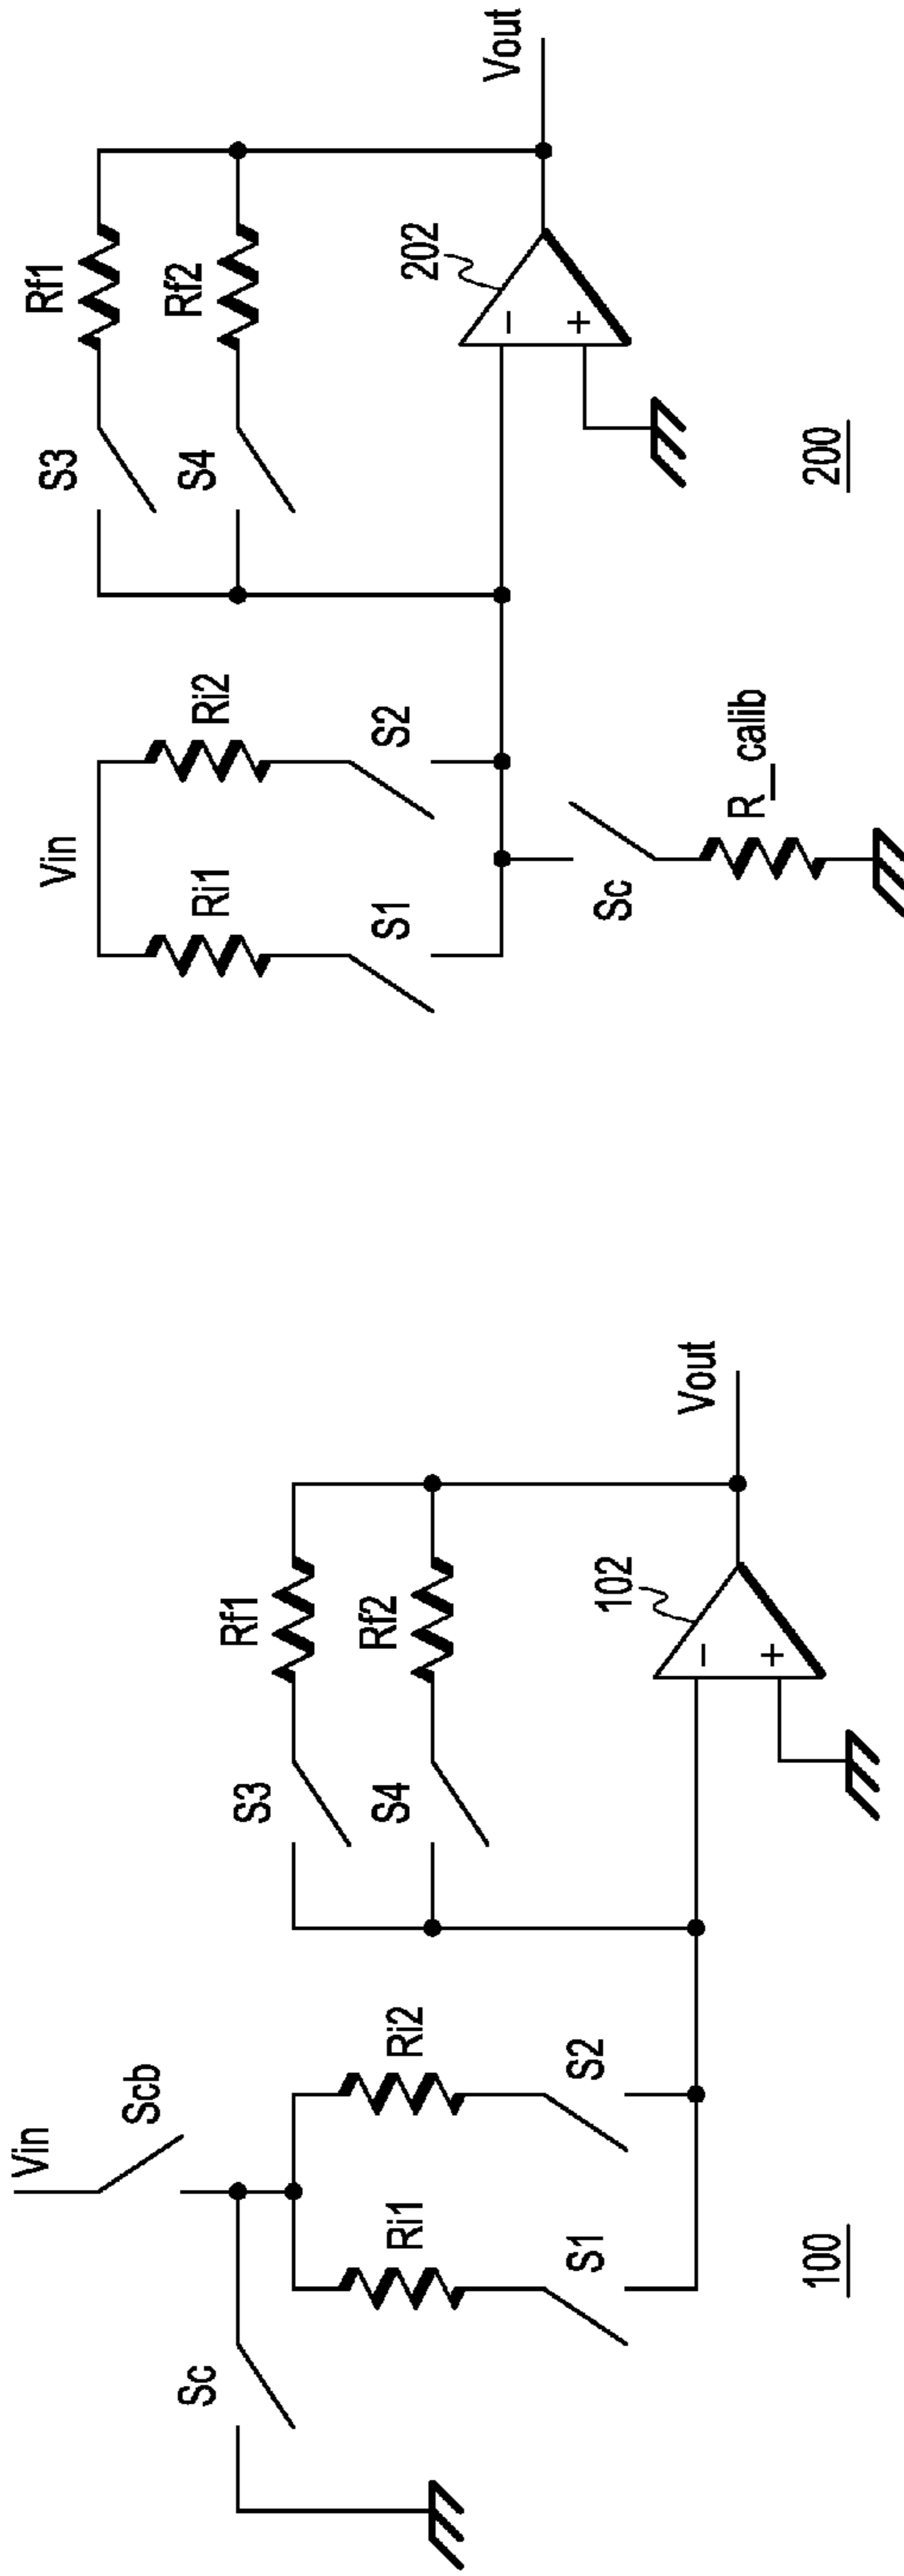 Vin
Scb
Sc
Ri1
Ri2
S1
S2
S3
Rf1
S4
Rf2
102
-
+
Vout
100
Vin
Ri1
Ri2
S1
S2
Sc
R_calib
S3
Rf1
S4
Rf2
202
-
+
Vout
200